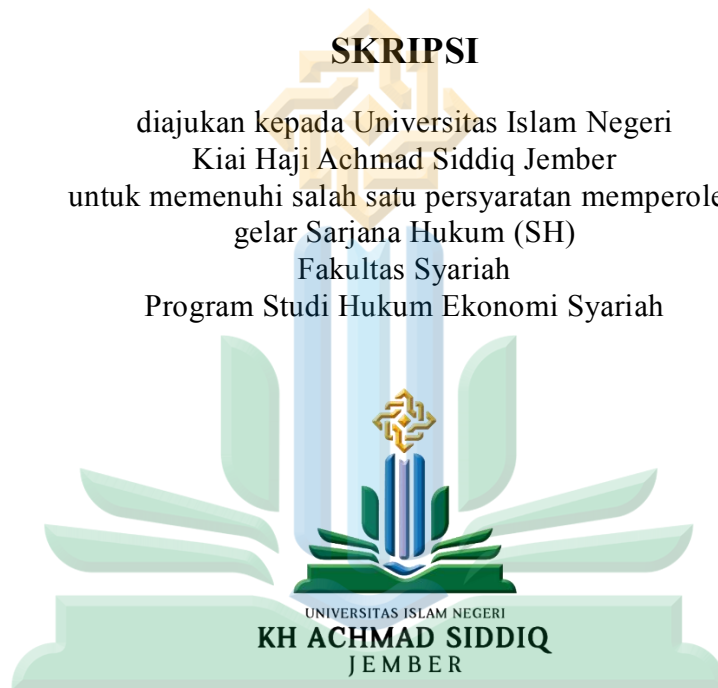 SKRIPSI
diajukan kepada Universitas Islam Negeri
Kiai Haji Achmad Siddiq Jember
untuk memenuhi salah satu persyaratan memperole
gelar Sarjana Hukum (SH)
Fakultas Syariah
Program Studi Hukum Ekonomi Syariah
UNIVERSITAS ISLAM NEGERI
KH ACHMAD SIDDIQ
JEMBER